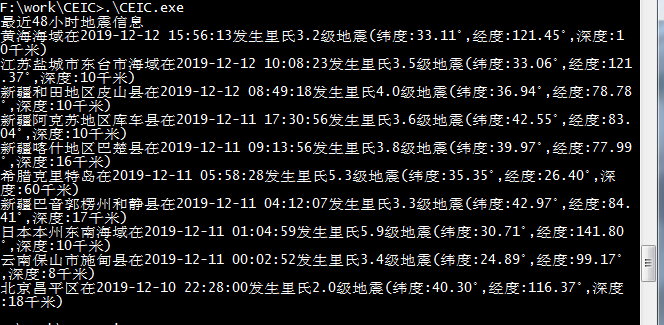 F:\work\CEIC>.\CEIC.exe
最近48小时地震信息
黄海海域在2019-12-12 15:56:13发生里氏3.2级地震(纬度:33.11°,经度:121.45°,深度:1
0千米)
江苏盐城市东台市海域在2019-12-12 10:08:23发生里氏3.5级地震(纬度:33.06°,经度:121
.37°,深度:10千米)
新疆和田地区皮山县在2019-12-12 08:49:18发生里氏4.0级地震(纬度:36.94°,经度:78.78
°,深度:10千米)
新疆阿克苏地区库车县在2019-12-11 17:30:56发生里氏3.6级地震(纬度:42.55°,经度:83.
04°,深度:10千米)
新疆喀什地区巴楚县在2019-12-11 09:13:56发生里氏3.8级地震(纬度:39.97°,经度:77.99
°,深度:16千米)
希腊克里特岛在2019-12-11 05:58:28发生里氏5.3级地震(纬度:35.35°,经度:26.40°,深
度:60千米)
新疆巴音郭楞州和静县在2019-12-11 04:12:07发生里氏3.3级地震(纬度:42.97°,经度:84.
41°,深度:17千米)
日本本州东南海域在2019-12-11 01:04:59发生里氏5.9级地震(纬度:30.71°,经度:141.80
°,深度:10千米)
云南保山市施甸县在2019-12-11 00:02:52发生里氏3.4级地震(纬度:24.89°,经度:99.17°
,深度:8千米)
北京昌平区在2019-12-10 22:28:00发生里氏2.0级地震(纬度:40.30°,经度:116.37°,深度
:18千米)